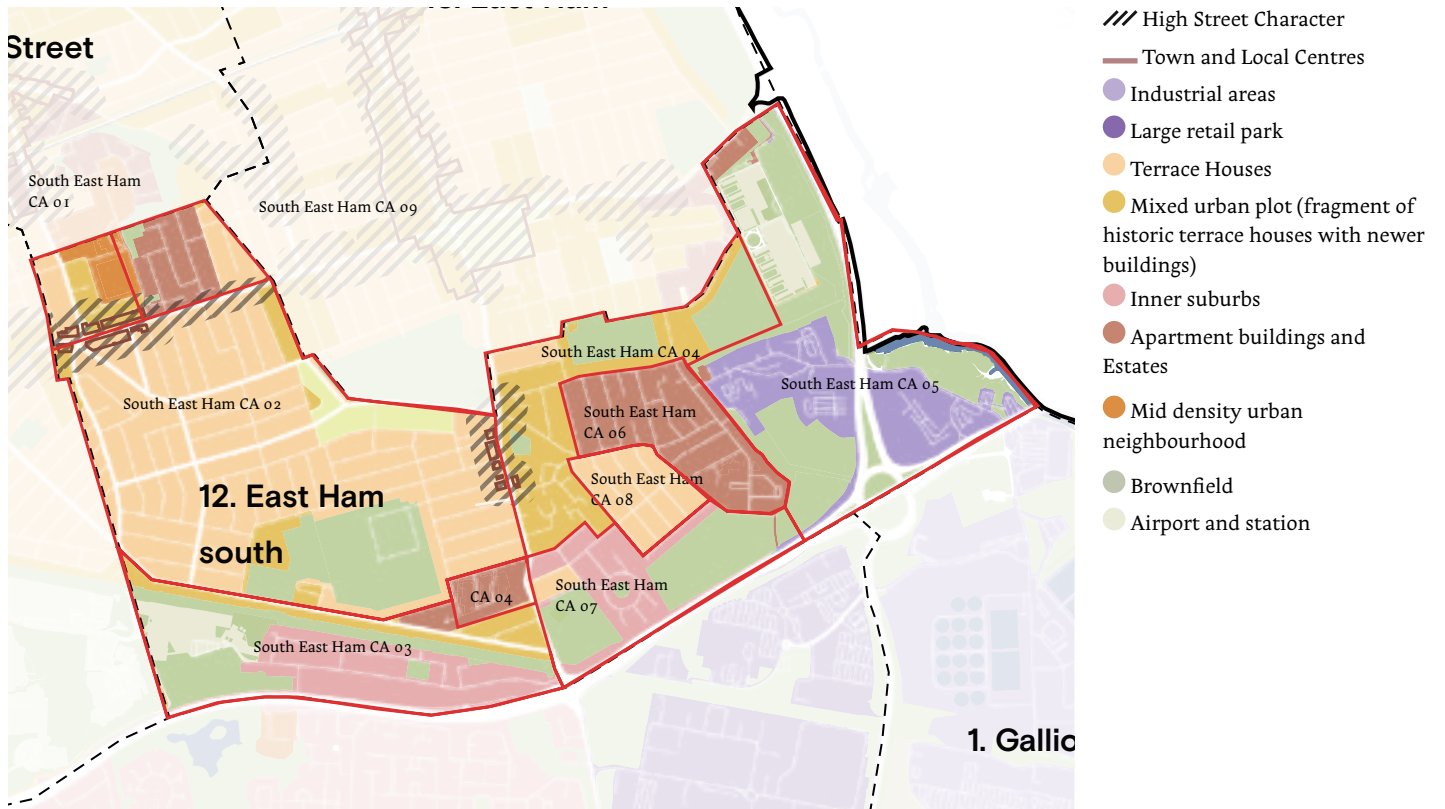 Street
South East Ham
CA 01
South East Ham CA 09
South East Ham CA 04
South East Ham CA 05
South East Ham CA 02
South East Ham
CA 06
South East Ham
CA 08
12. East Ham
south
South East Ham
CA 07
CA 04
South East Ham CA 03
1. Gallio
High Street Character
Town and Local Centres
Industrial areas
Large retail park
Terrace Houses
Mixed urban plot (fragment of
historic terrace houses with newer
buildings)
Inner suburbs
Apartment buildings and
Estates
Mid density urban
neighbourhood
Brownfield
Airport and station